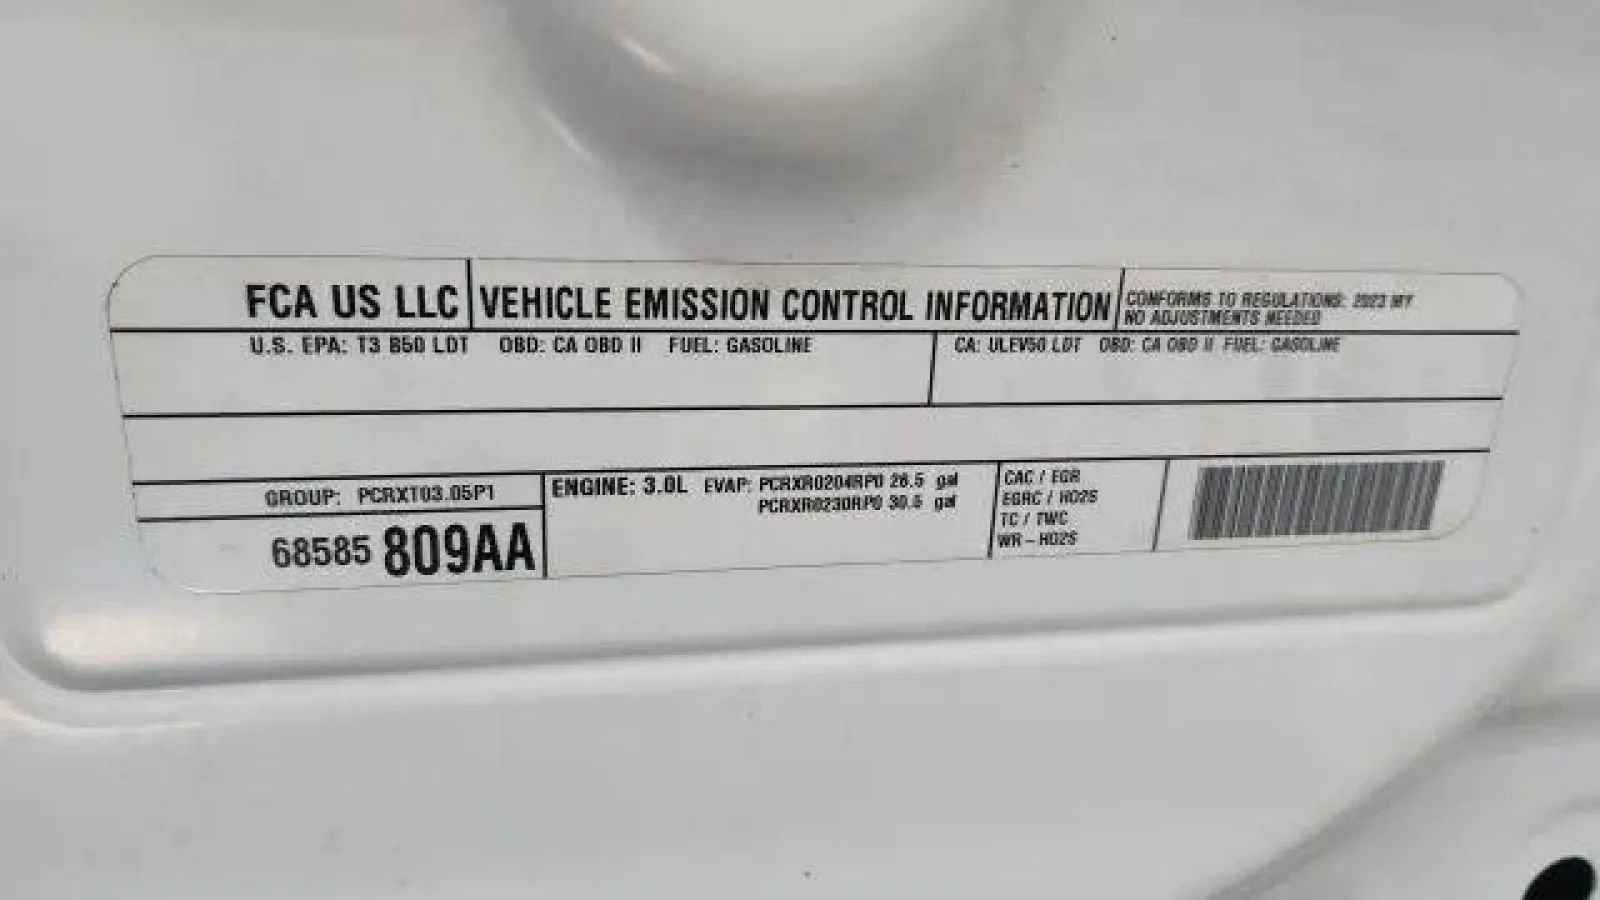 FCA US LLC VEHICLE EMISSION CONTROL INFORMATION
CONFORMS TO REGULATIONS: 2023 MY
NO ADJUSTMENTS NEEDED
U.S. EPA: T3 B50 LDT OBD: CA OBD II FUEL: GASOLINE
CA: ULEV50 LDT OBD: CA OBD II FUEL: GASOLINE
GROUP: PCRXT03.05P1
68585 809AA
ENGINE: 3.0L EVAP: PCRXR0204RP0 26.5 gal
PCRXR0230RP0 30.5 gal
CAC / EGR
EGRC / HO2S
TC / TWC
WR-HO2S